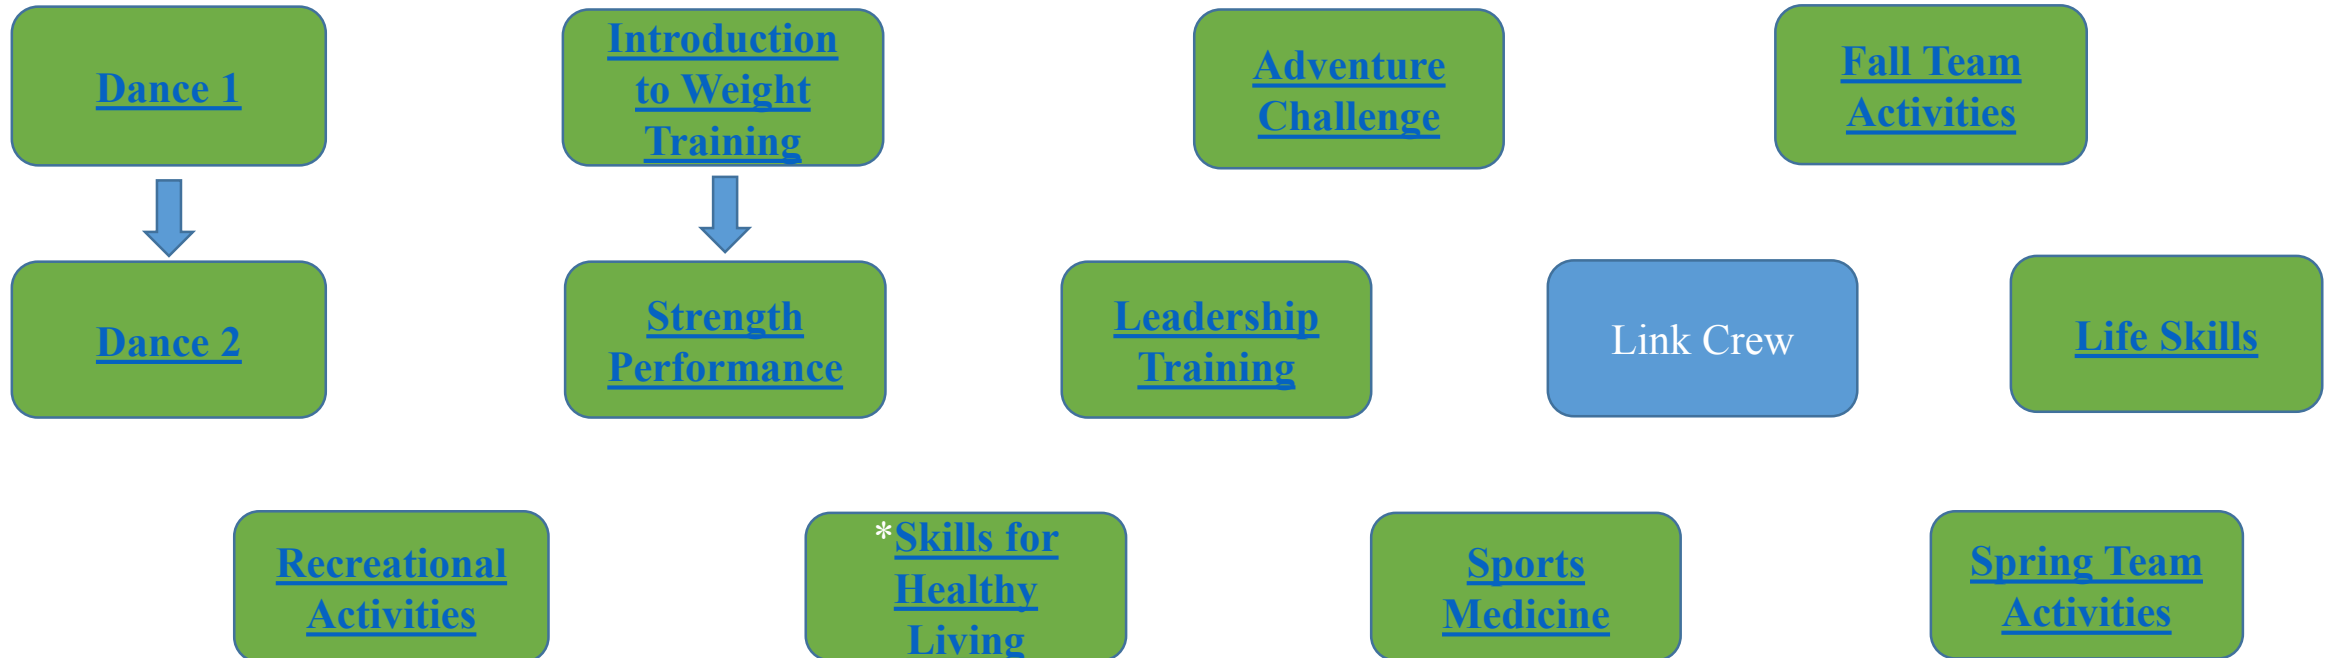 Dance 1
Introduction
to Weight
Training
Adventure
Challenge
Fall Team
Activities
Dance 2
Strength
Performance
Leadership
Training
Link Crew
Life Skills
Recreational
Activities
*Skills for
Healthy
Living
Sports
Medicine
Spring Team
Activities